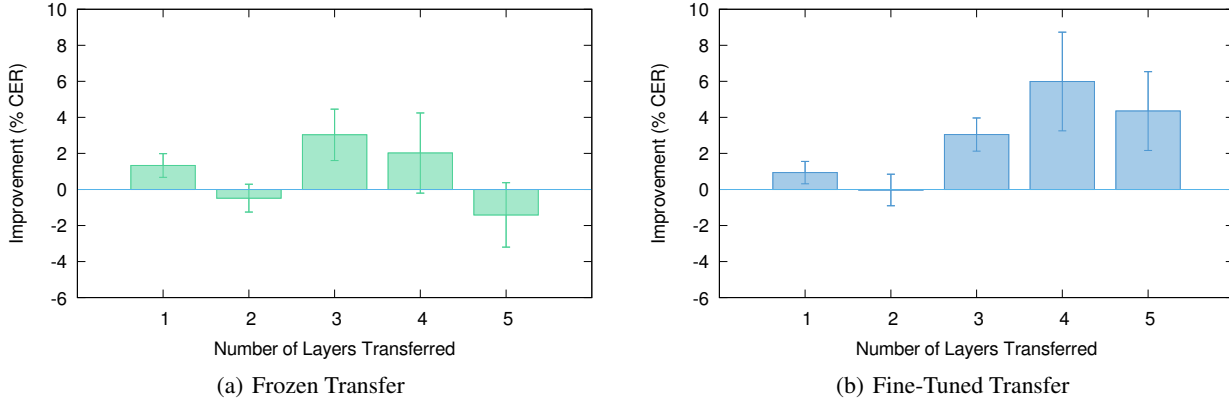 10
8
6
4
2
0
-2
-4
-6
Improvement (% CER)
1 2 3 4 5
Number of Layers Transferred
(a) Frozen Transfer
10
8
6
4
2
0
-2
-4
-6
Improvement (% CER)
1 2 3 4 5
Number of Layers Transferred
(b) Fine-Tuned Transfer